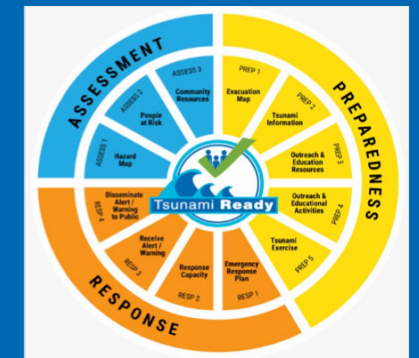 ASSESSMENT
ASSESS 1
Hazard
Map
ASSESS 2
People
at Risk
ASSESS 3
Community
Resources
PREPAREDNESS
PREP 1
Evacuation
Map
PREP 2
Tsunami
Information
PREP 3
Outreach &
Education
Resources
PREP 4
Outreach &
Educational
Activities
PREP 5
Tsunami
Exercise
RESPONSE
RESP 1
Emergency
Response
Plan
RESP 2
Response
Capacity
RESP 3
Receive
Alert /
Warning
RESP 4
Disseminate
Alert /
Warning
to Public
Tsunami Ready